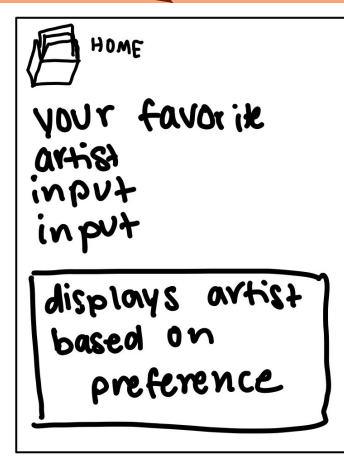 HOME
your favorite
artist
input
input
displays artist
based on
preference